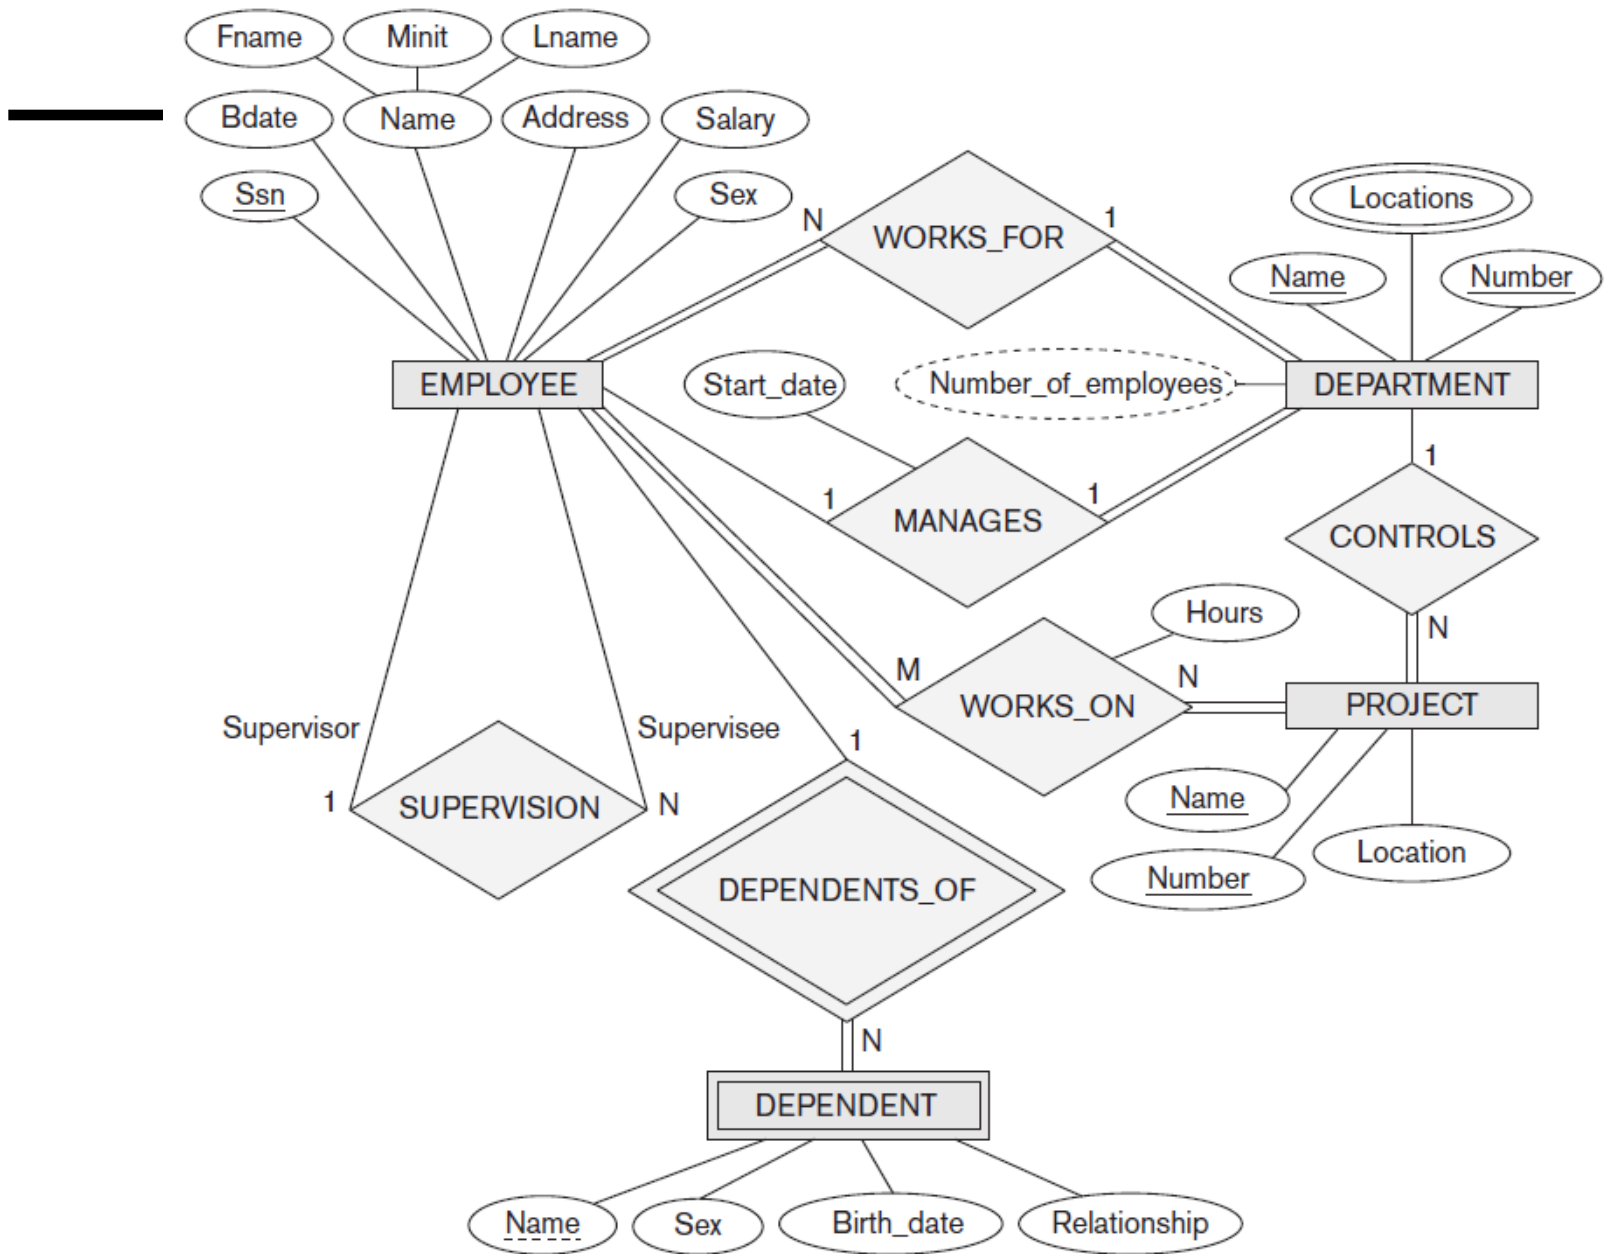 Fname
Minit
Lname
Bdate
Name
Address
Salary
Ssn
Sex
WORKS_FOR
N
1
Locations
Name
Number
EMPLOYEE
Start_date
Number_of_employees
DEPARTMENT
1
MANAGES
1
1
CONTROLS
N
Hours
M
WORKS_ON
N
PROJECT
Supervisor
Supervisee
1
SUPERVISION
N
1
Name
Number
Location
DEPENDENTS_OF
N
DEPENDENT
Name
Sex
Birth_date
Relationship